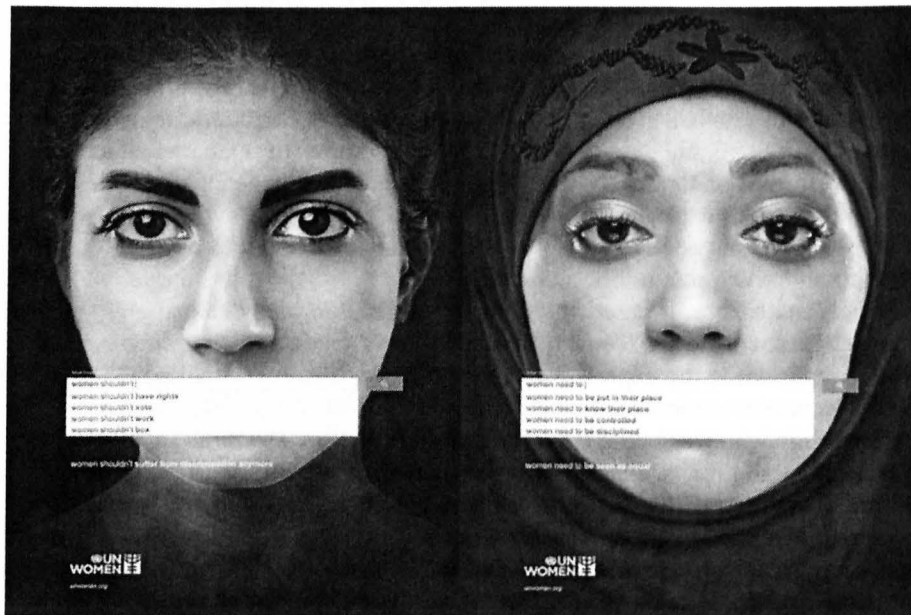 women shouldn't
women shouldn't have rights
women shouldn't vote
women shouldn't work
women shouldn't box
women shouldn't suffer from discrimination anymore
UN
WOMEN
unwomen.org
women need to
women need to be put in their place
women need to know their place
women need to be controlled
women need to be disciplined
women need to be seen as equal
UN
WOMEN
unwomen.org